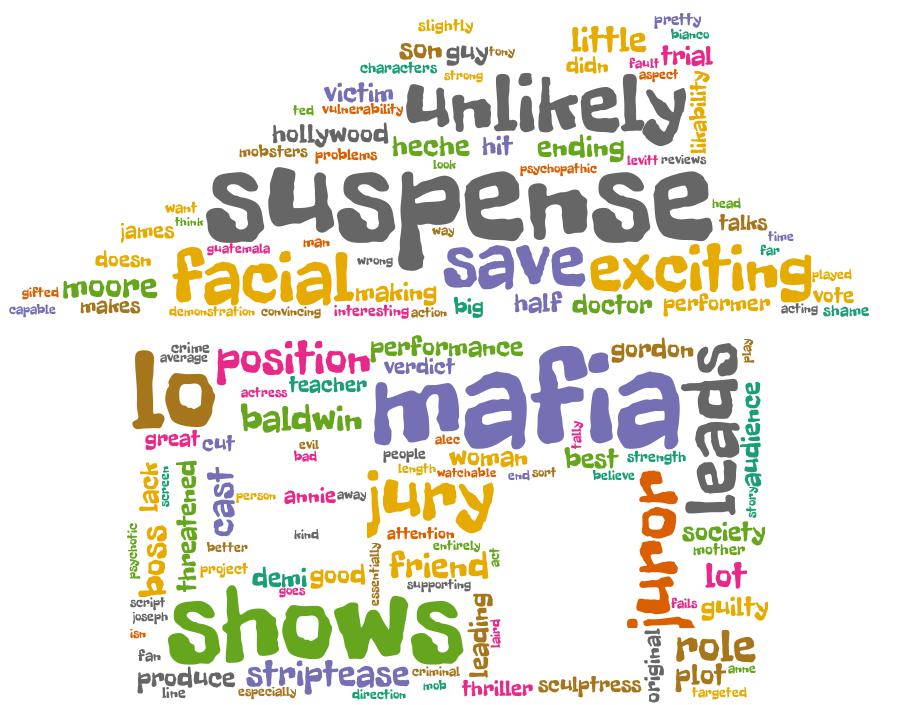 slightly
pretty
bianco
son guy tony
little
trial
characters
strong
didn
fault
aspect
victim
unlikely
likability
ted vulnerability
hollywood
heche hit ending
mobsters problems
look
psychopathic
levitt reviews
suspense
want
think
way
head
talks
james
time
guatemala
man
wrong
far
doesn
facial
save exciting
played
gifted moore
making
vote
capable
makes
demonstration convincing
interesting action
big
half doctor performer
acting shame
crime
average
lo
position
performance
verdict
gordon
play
leads
actress
teacher
mafia
baldwin
audience
great cut
evil
bad
alec
tally
people
woman
best
strength
length
watchable
end sort
believe
lack
screen
threatened
cast
person
annie away
jury
juror
story
psychotic
boss
kind
attention
society
mother
better
entirely
act
essentially
project
demi good
friend
lot
goes
supporting
script
joseph
shows
leading
laird
fails guilty
isn
fan
original
role
produce
striptease
criminal
plot
anne
line
especially
direction
mob
thriller sculptress
targeted